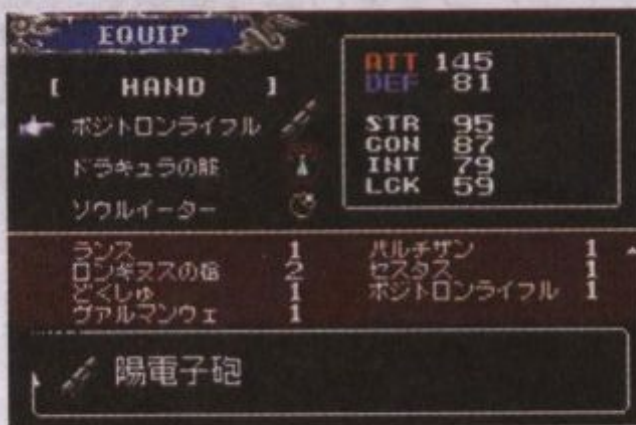 EQUIP
[ HAND ]
ポジトロンライフル
ドラキュラの服
ソウルイーター
ATT 145
DEF 81
STR 95
CON 87
INT 79
LCK 59
ランス 1
ロンギヌスの槍 2
どくしゅ 1
ヴァルマンウェ 1
パルチザン 1
セスタス 1
ポジトロンライフル 1
陽電子砲